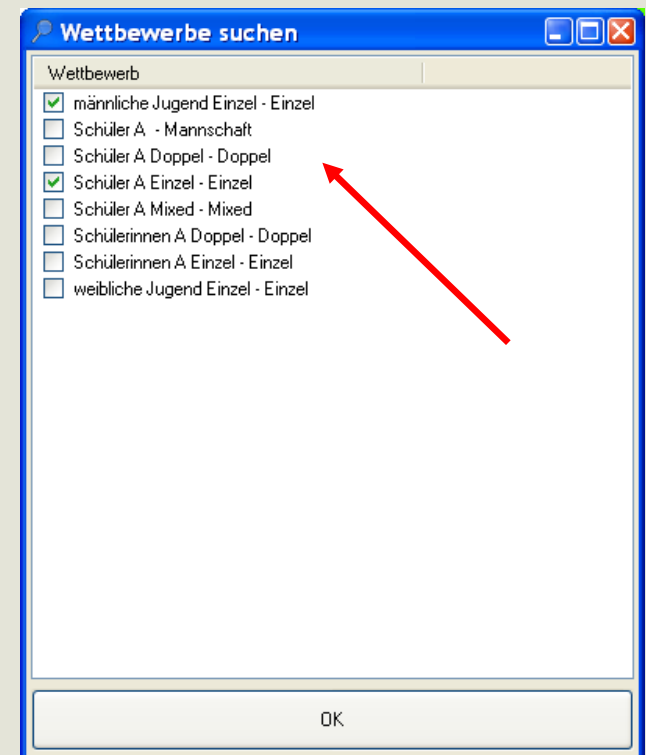 Wettbewerbe suchen
Wettbewerb
männliche Jugend Einzel - Einzel
Schüler A  - Mannschaft
Schüler A Doppel - Doppel
Schüler A Einzel - Einzel
Schüler A Mixed - Mixed
Schülerinnen A Doppel - Doppel
Schülerinnen A Einzel - Einzel
weibliche Jugend Einzel - Einzel
OK